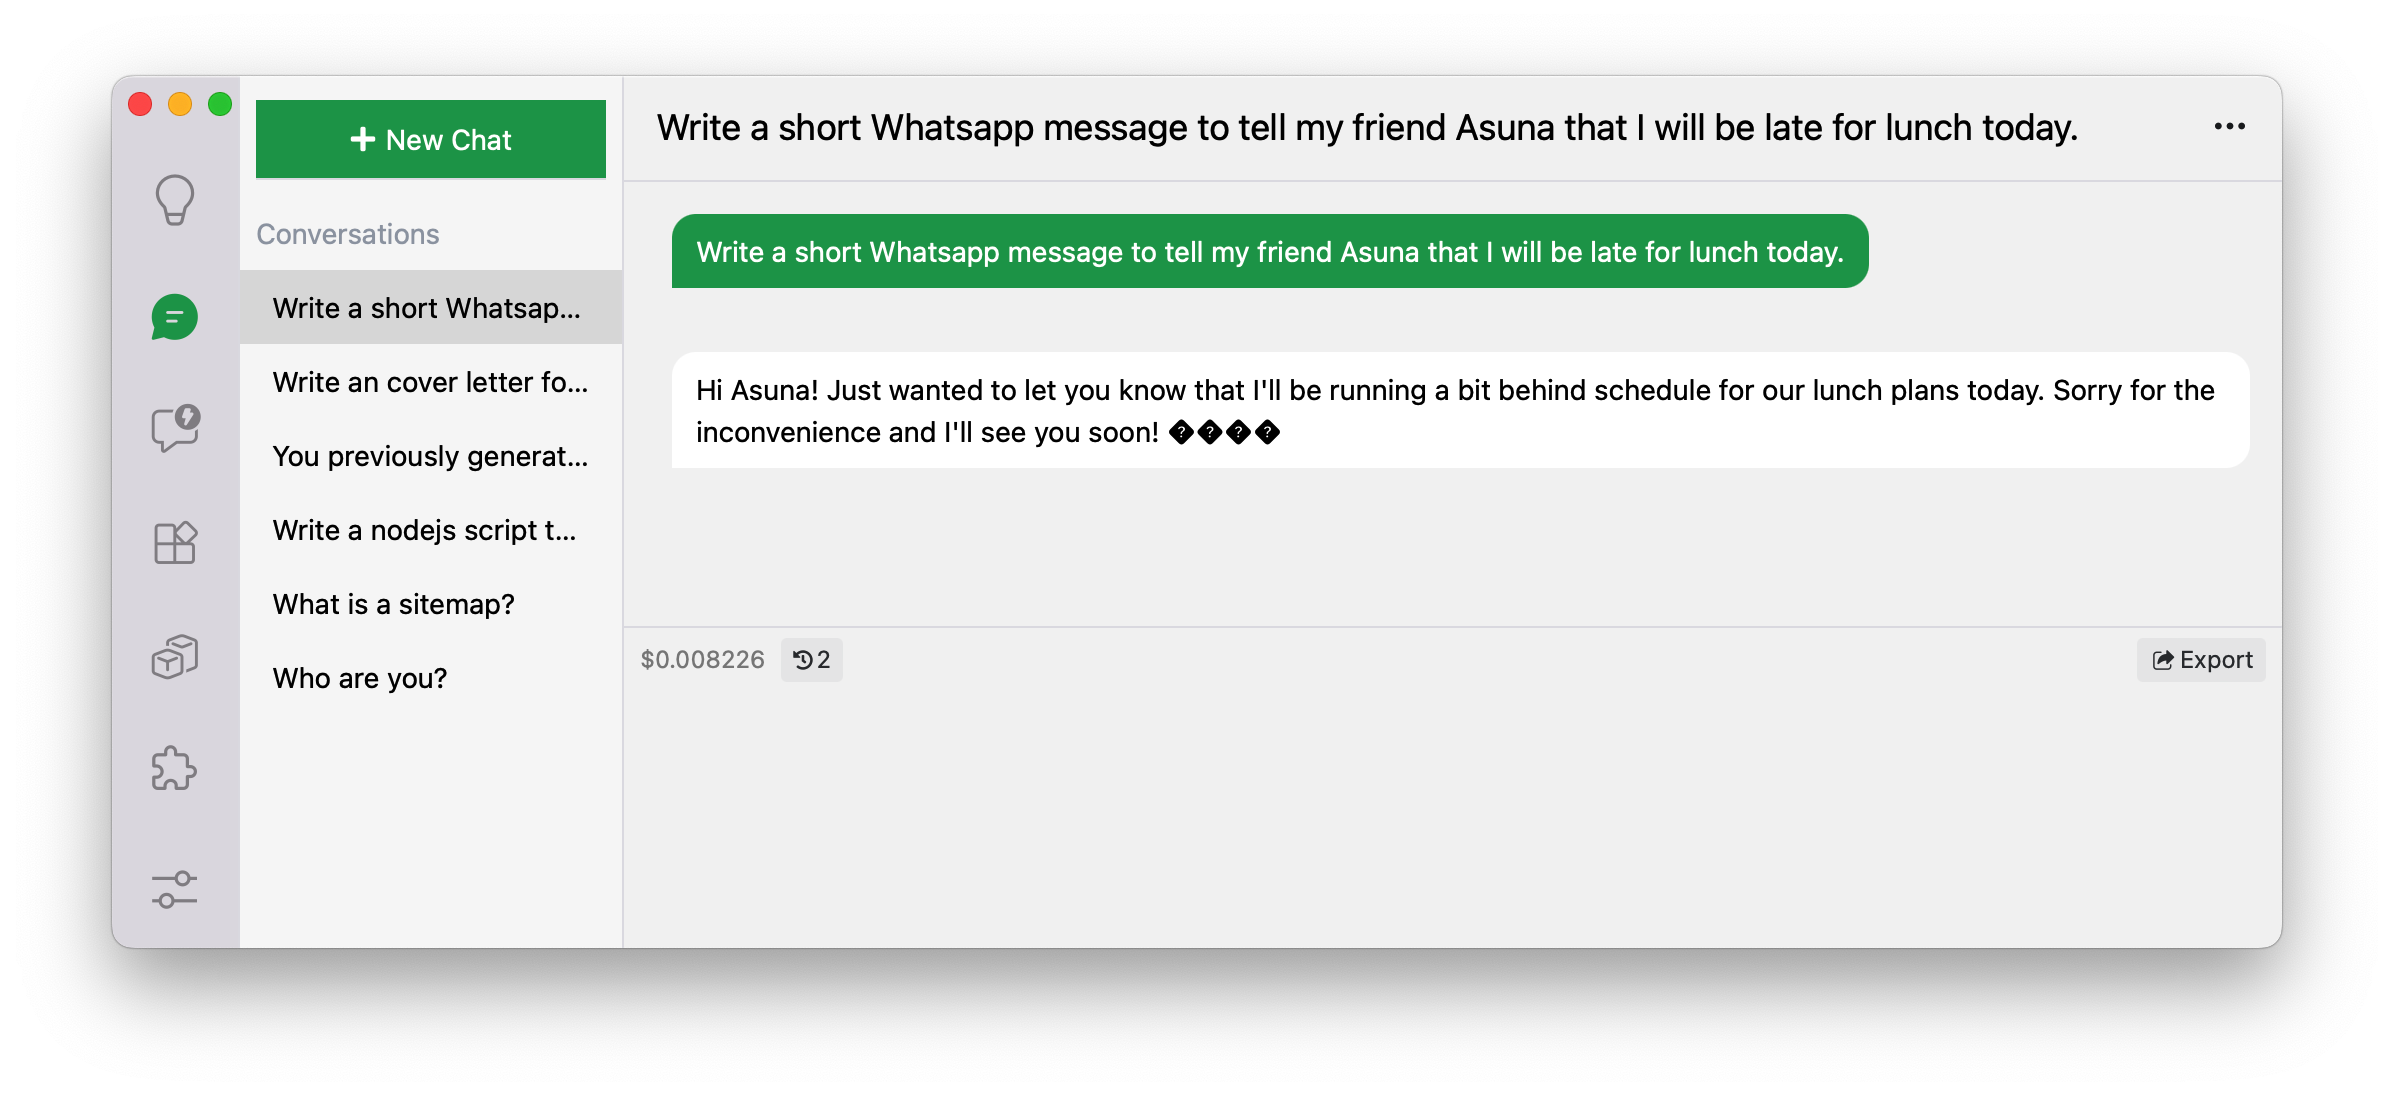 New Chat
Conversations
Write a short Whatsap...
Write an cover letter fo...
You previously generat...
Write a nodejs script t...
What is a sitemap?
Who are you?
Write a short Whatsapp message to tell my friend Asuna that I will be late for lunch today.
Write a short Whatsapp message to tell my friend Asuna that I will be late for lunch today.
Hi Asuna! Just wanted to let you know that I'll be running a bit behind schedule for our lunch plans today. Sorry for the
inconvenience and I'll see you soon! ����
$0.008226 2
Export